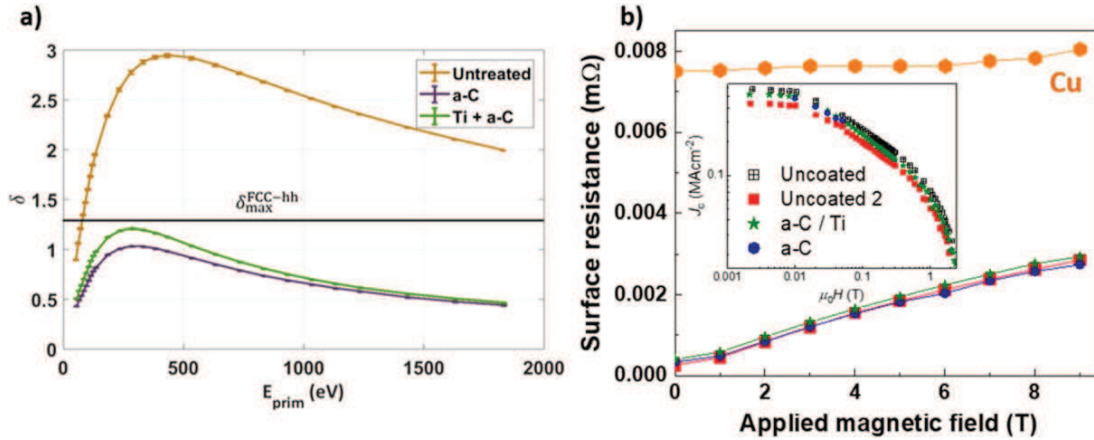 a)
3
2.5
2
1.5
1
0.5
0
δ
Untreated
a-C
Ti + a-C
δmax^FCC-hh
0 500 1000 1500 2000
Eprim (eV)
b)
0.008
0.006
0.004
0.002
0.000
Surface resistance (mΩ)
Cu
Jc (MAcm-2)
0.1
Uncoated
Uncoated 2
a-C / Ti
a-C
0.001 0.01 0.1 1
μ0H (T)
0 2 4 6 8
Applied magnetic field (T)